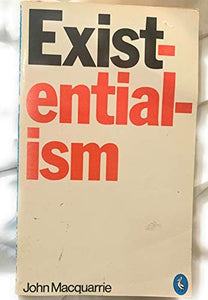 Exist-
ential-
ism
John Macquarrie